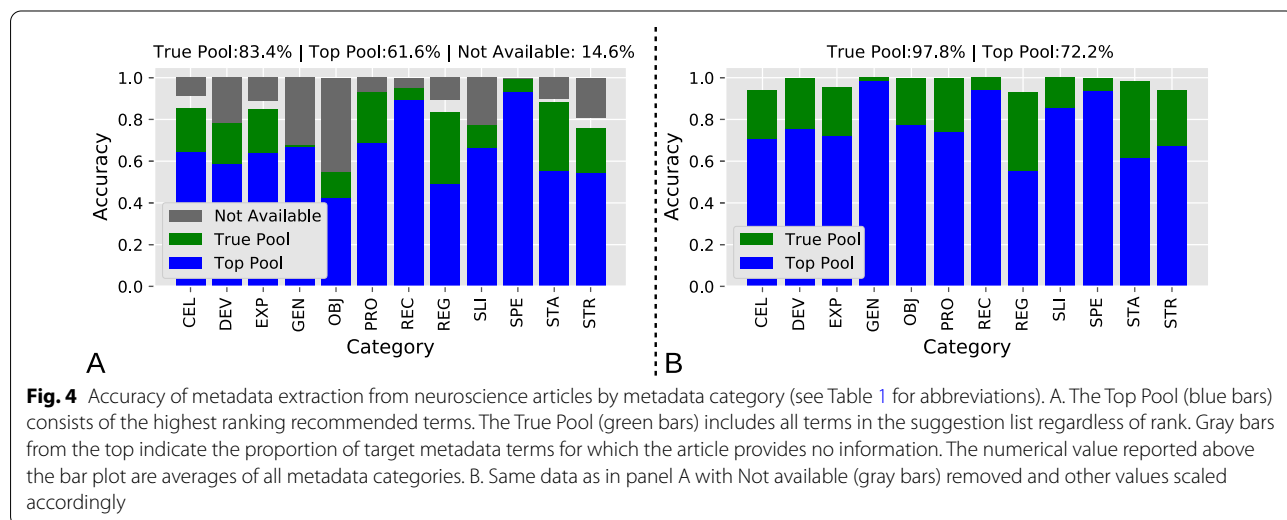 True Pool:83.4% | Top Pool:61.6% | Not Available: 14.6%
Accuracy
1.0
0.8
0.6
0.4
0.2
0.0
Not Available
True Pool
Top Pool
CEL DEV EXP GEN OBJ PRO REC REG SLI SPE STA STR
Category
A
True Pool:97.8% | Top Pool:72.2%
Accuracy
1.0
0.8
0.6
0.4
0.2
0.0
True Pool
Top Pool
CEL DEV EXP GEN OBJ PRO REC REG SLI SPE STA STR
Category
B
Fig. 4 Accuracy of metadata extraction from neuroscience articles by metadata category (see Table 1 for abbreviations). A. The Top Pool (blue bars)
consists of the highest ranking recommended terms. The True Pool (green bars) includes all terms in the suggestion list regardless of rank. Gray bars
from the top indicate the proportion of target metadata terms for which the article provides no information. The numerical value reported above
the bar plot are averages of all metadata categories. B. Same data as in panel A with Not available (gray bars) removed and other values scaled
accordingly